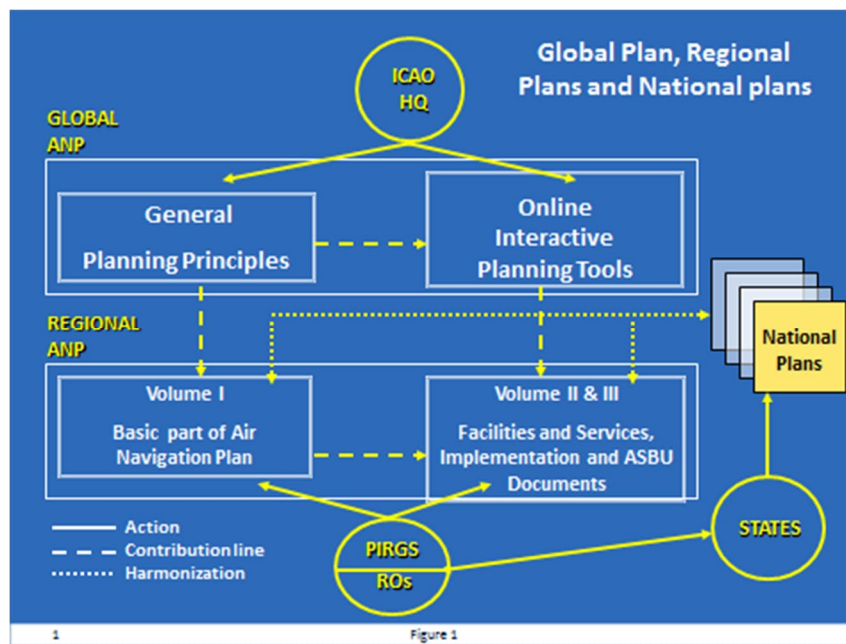 Global Plan, Regional
Plans and National plans
ICAO
HQ
GLOBAL
ANP
General
Planning Principles
Online
Interactive
Planning Tools
REGIONAL
ANP
National
Plans
Volume I
Basic part of Air
Navigation Plan
Volume II & III
Facilities and Services,
Implementation and ASBU
Documents
Action
Contribution line
Harmonization
PIRGS
ROs
STATES
1
Figure 1